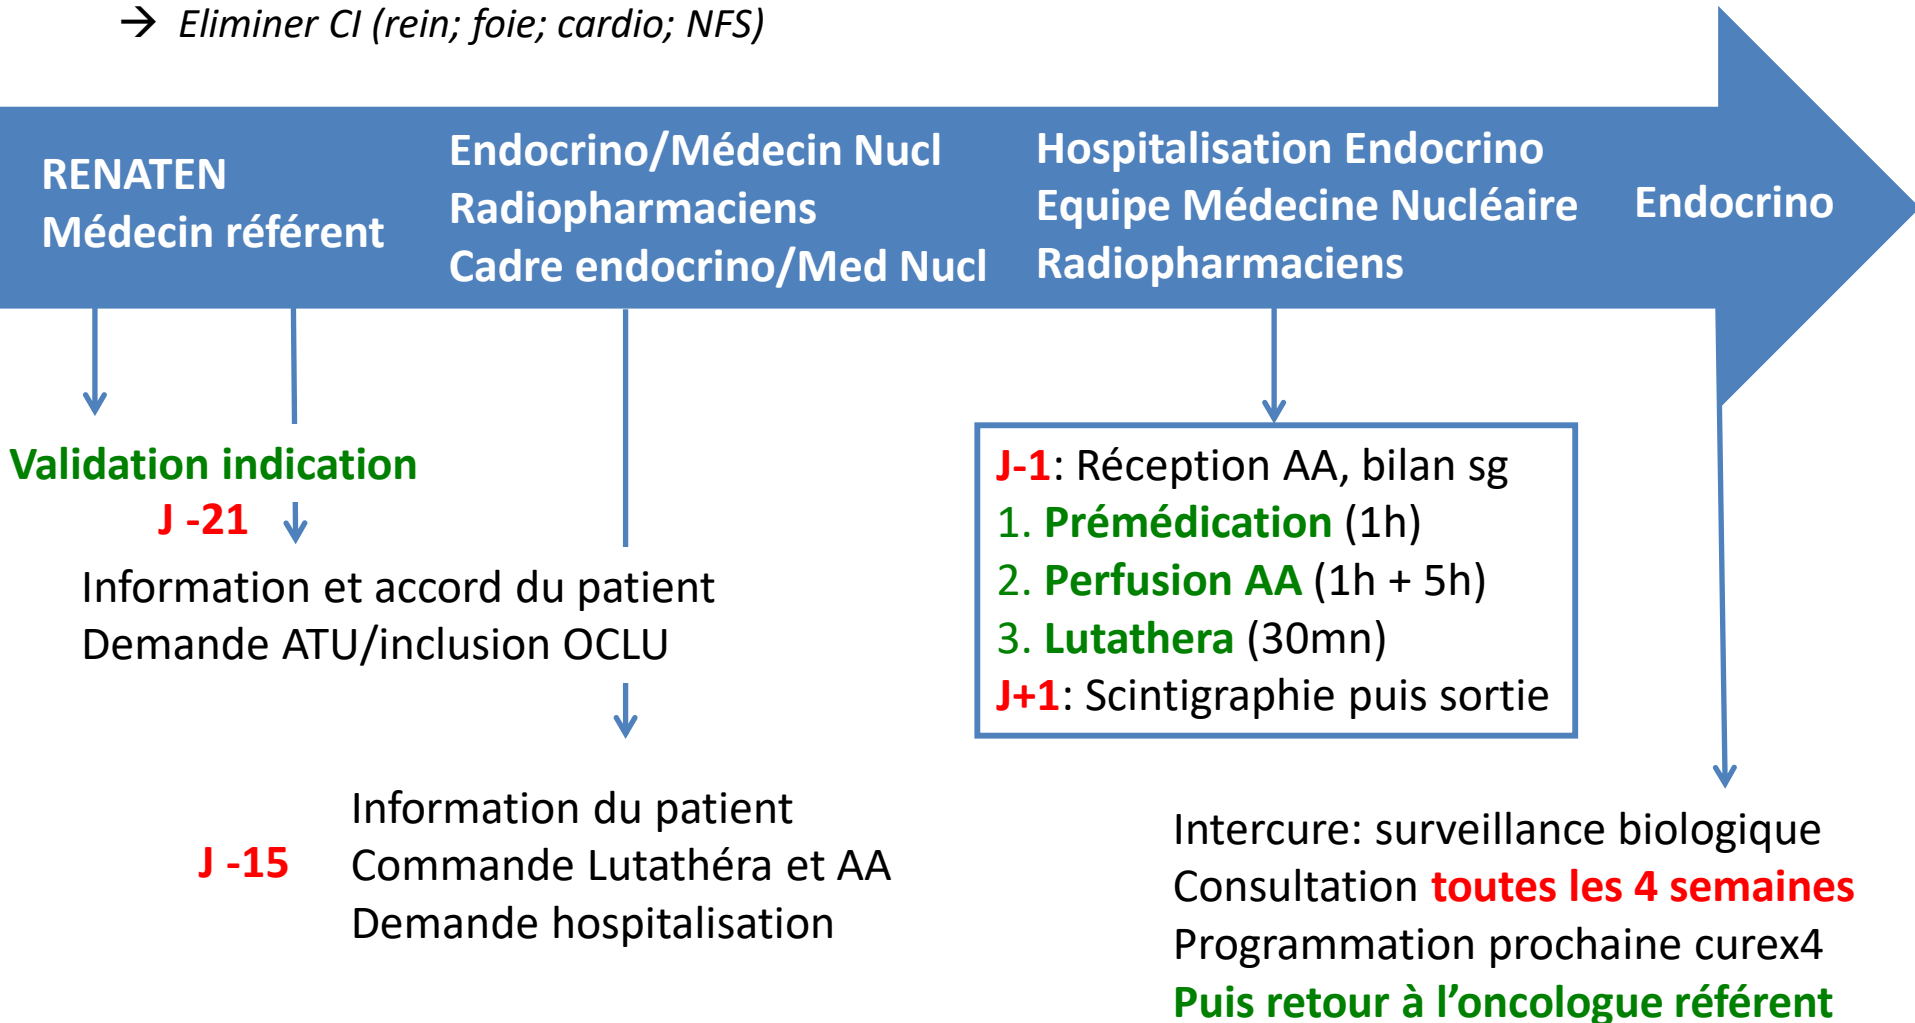 → Eliminer CI (rein; foie; cardio; NFS)
RENATEN
Médecin référent
Endocrino/Médecin Nucl
Radiopharmaciens
Cadre endocrino/Med Nucl
Hospitalisation Endocrino
Equipe Médecine Nucléaire
Radiopharmaciens
Endocrino
Validation indication
J -21
Information et accord du patient
Demande ATU/inclusion OCLU
J -15
Information du patient
Commande Lutathéra et AA
Demande hospitalisation
J-1: Réception AA, bilan sg
1. Prémédication (1h)
2. Perfusion AA (1h + 5h)
3. Lutathera (30mn)
J+1: Scintigraphie puis sortie
Intercure: surveillance biologique
Consultation toutes les 4 semaines
Programmation prochaine curex4
Puis retour à l'oncologue référent